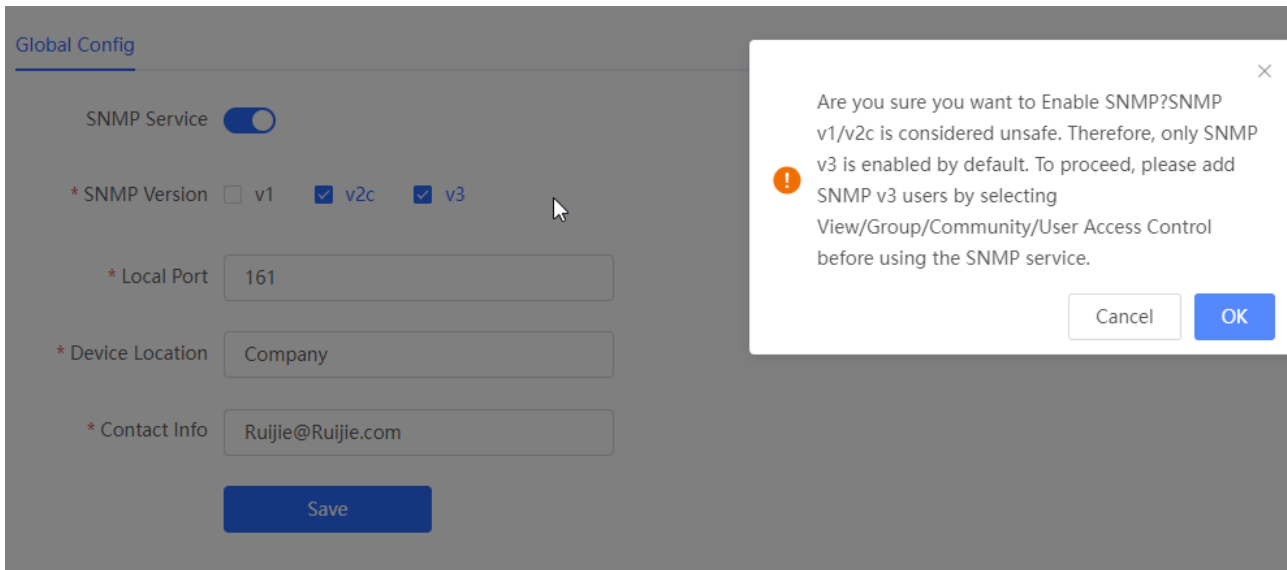 Global Config
SNMP Service
* SNMP Version v1 v2c v3
* Local Port 161
* Device Location Company
* Contact Info Ruijie@Ruijie.com
Save
Are you sure you want to Enable SNMP?SNMP
v1/v2c is considered unsafe. Therefore, only SNMP
v3 is enabled by default. To proceed, please add
SNMP v3 users by selecting
View/Group/Community/User Access Control
before using the SNMP service.
Cancel OK